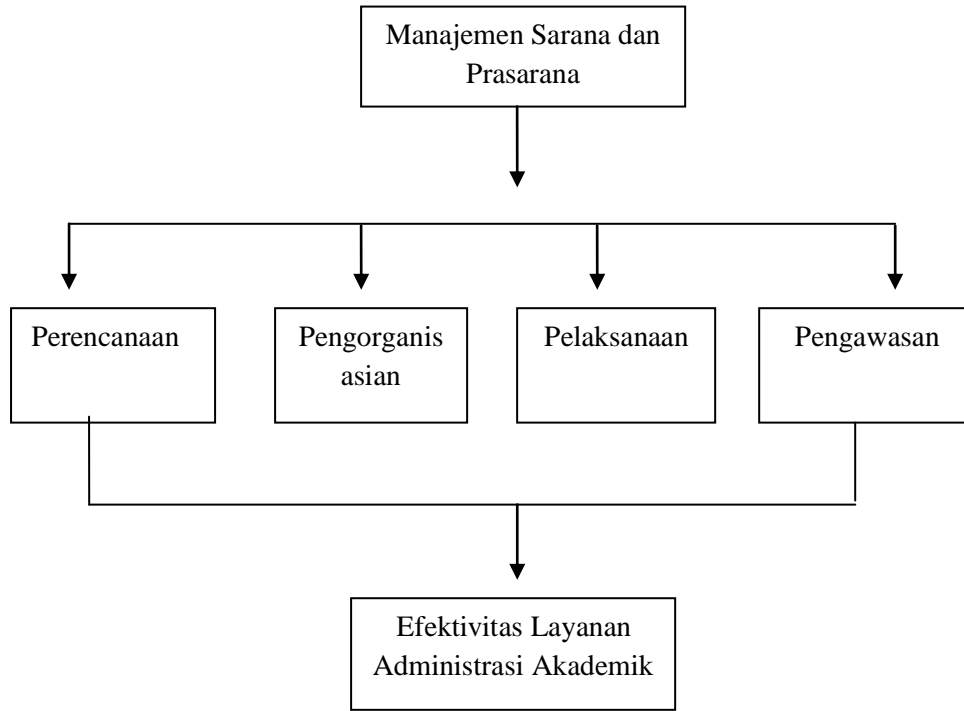 Manajemen Sarana dan
Prasarana
Perencanaan
Pengorganis
asian
Pelaksanaan
Pengawasan
Efektivitas Layanan
Administrasi Akademik